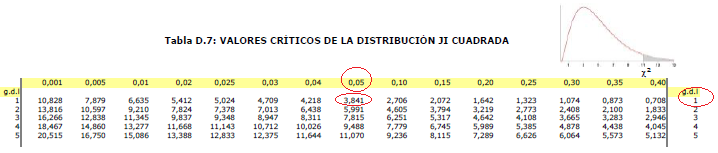 Tabla D.7: VALORES CRÍTICOS DE LA DISTRIBUCIÓN JI CUADRADA
χ²
0,001 0,005 0,01 0,02 0,025 0,03 0,04 0,05 0,10 0,15 0,20 0,25 0,30 0,35 0,40
g.d.l g.d.l
1 10,828 7,879 6,635 5,412 5,024 4,709 4,218 3,841 2,706 2,072 1,642 1,323 1,074 0,873 0,708 1
2 13,816 10,597 9,210 7,824 7,378 7,013 6,438 5,991 4,605 3,794 3,219 2,773 2,408 2,100 1,833 2
3 16,266 12,838 11,345 9,837 9,348 8,947 8,311 7,815 6,251 5,317 4,642 4,108 3,665 3,283 2,946 3
4 18,467 14,860 13,277 11,668 11,143 10,712 10,026 9,488 7,779 6,745 5,989 5,385 4,878 4,438 4,045 4
5 20,515 16,750 15,086 13,388 12,833 12,375 11,644 11,070 9,236 8,115 7,289 6,626 6,064 5,573 5,132 5